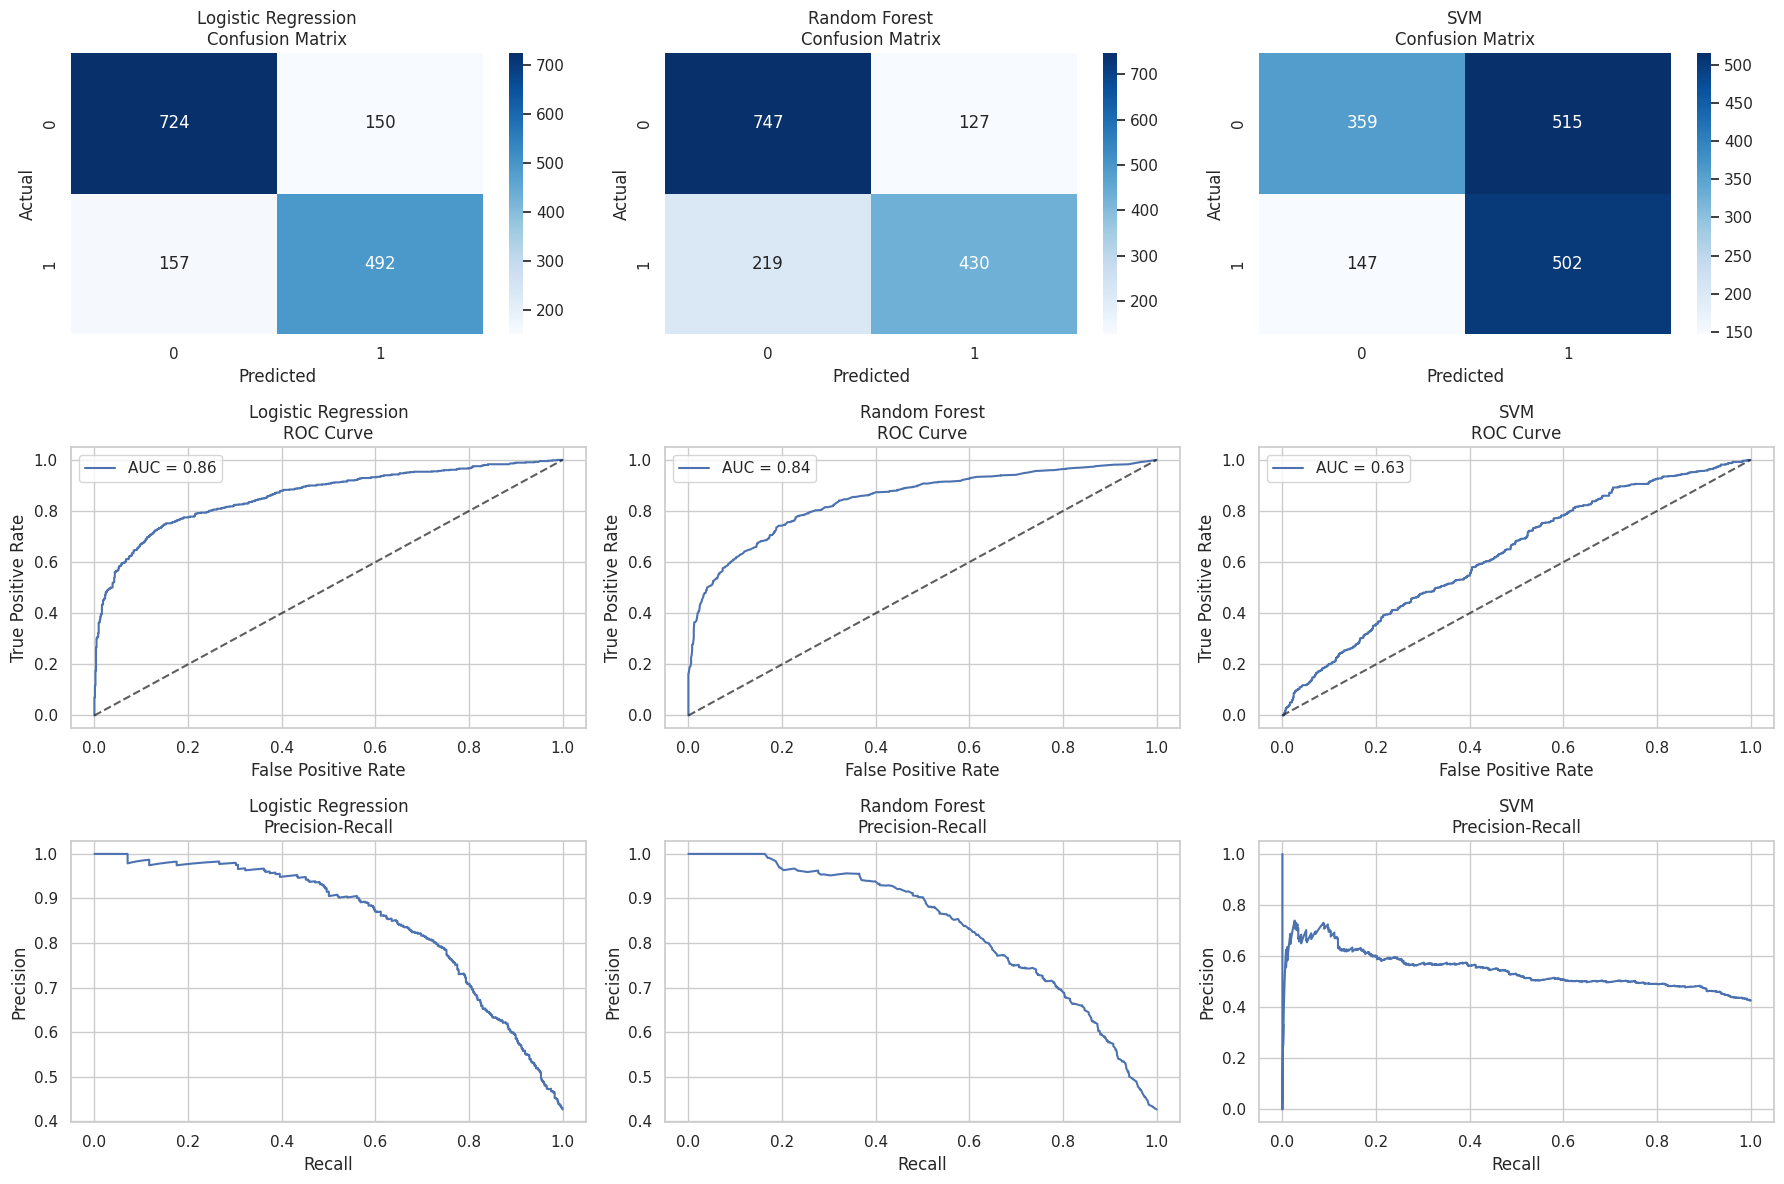 Logistic Regression
Confusion Matrix
724 150
157 492
0
1
Actual
0 1
Predicted
700
600
500
400
300
200
Random Forest
Confusion Matrix
747 127
219 430
0
1
Actual
0 1
Predicted
700
600
500
400
300
200
SVM
Confusion Matrix
359 515
147 502
0
1
Actual
0 1
Predicted
500
450
400
350
300
250
200
150
Logistic Regression
ROC Curve
AUC = 0.86
1.0
0.8
0.6
0.4
0.2
0.0
True Positive Rate
0.0 0.2 0.4 0.6 0.8 1.0
False Positive Rate
Random Forest
ROC Curve
AUC = 0.84
1.0
0.8
0.6
0.4
0.2
0.0
True Positive Rate
0.0 0.2 0.4 0.6 0.8 1.0
False Positive Rate
SVM
ROC Curve
AUC = 0.63
1.0
0.8
0.6
0.4
0.2
0.0
True Positive Rate
0.0 0.2 0.4 0.6 0.8 1.0
False Positive Rate
Logistic Regression
Precision-Recall
1.0
0.9
0.8
0.7
0.6
0.5
0.4
Precision
0.0 0.2 0.4 0.6 0.8 1.0
Recall
Random Forest
Precision-Recall
1.0
0.9
0.8
0.7
0.6
0.5
0.4
Precision
0.0 0.2 0.4 0.6 0.8 1.0
Recall
SVM
Precision-Recall
1.0
0.8
0.6
0.4
0.2
0.0
Precision
0.0 0.2 0.4 0.6 0.8 1.0
Recall